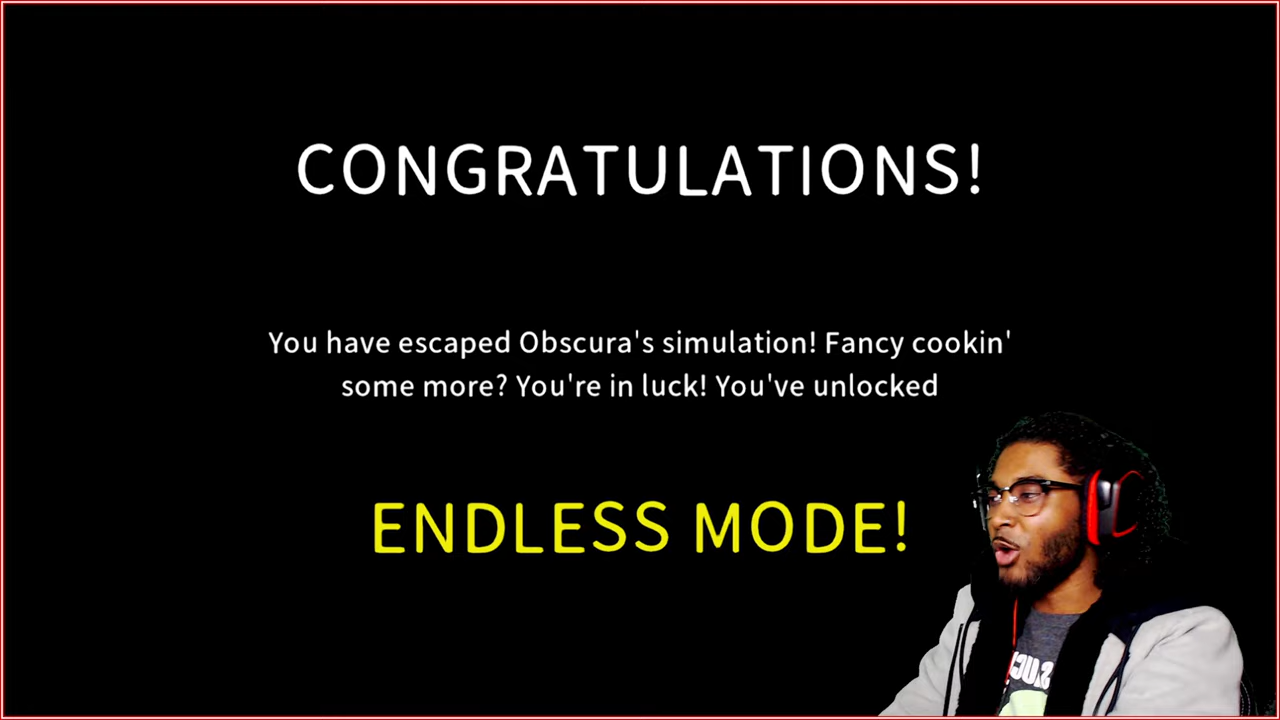 CONGRATULATIONS!
You have escaped Obscura's simulation! Fancy cookin'
some more? You're in luck! You've unlocked
ENDLESS MODE!